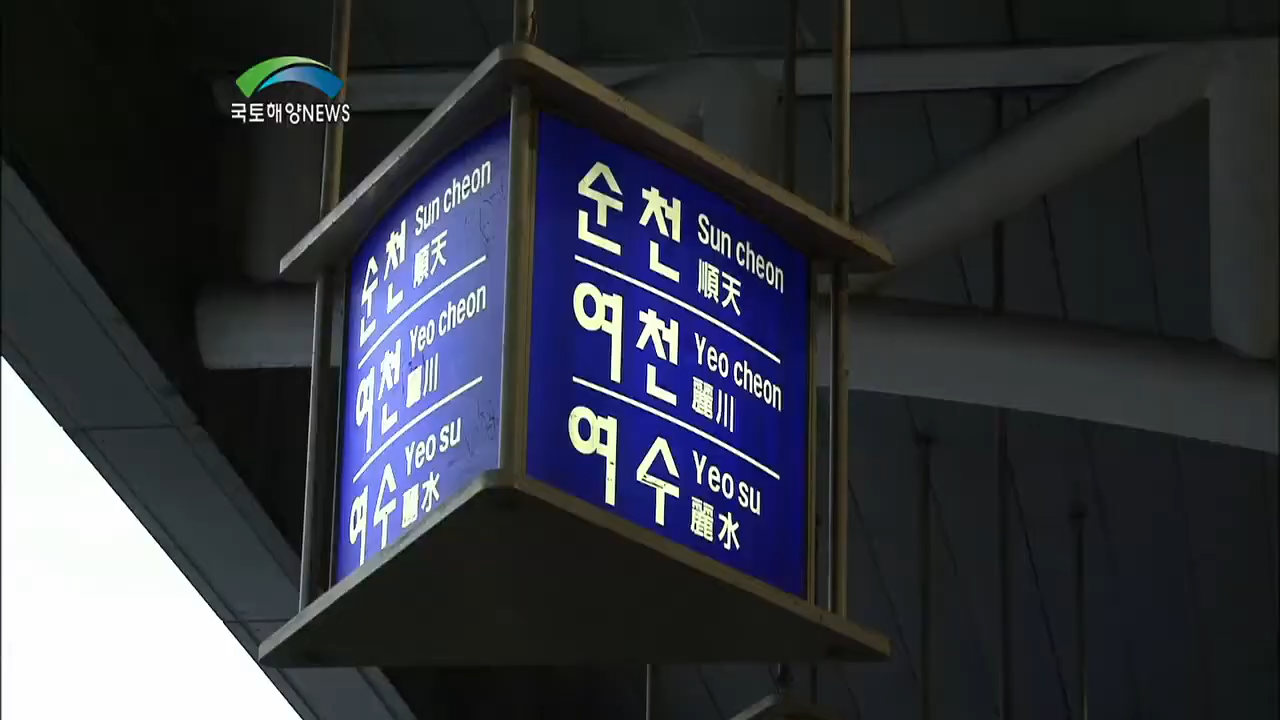 국토해양NEWS
순천 Sun cheon
順天
여천 Yeo cheon
麗川
여수 Yeo su
麗水
순천 Sun cheon
順天
여천 Yeo cheon
麗川
여수 Yeo su
麗水